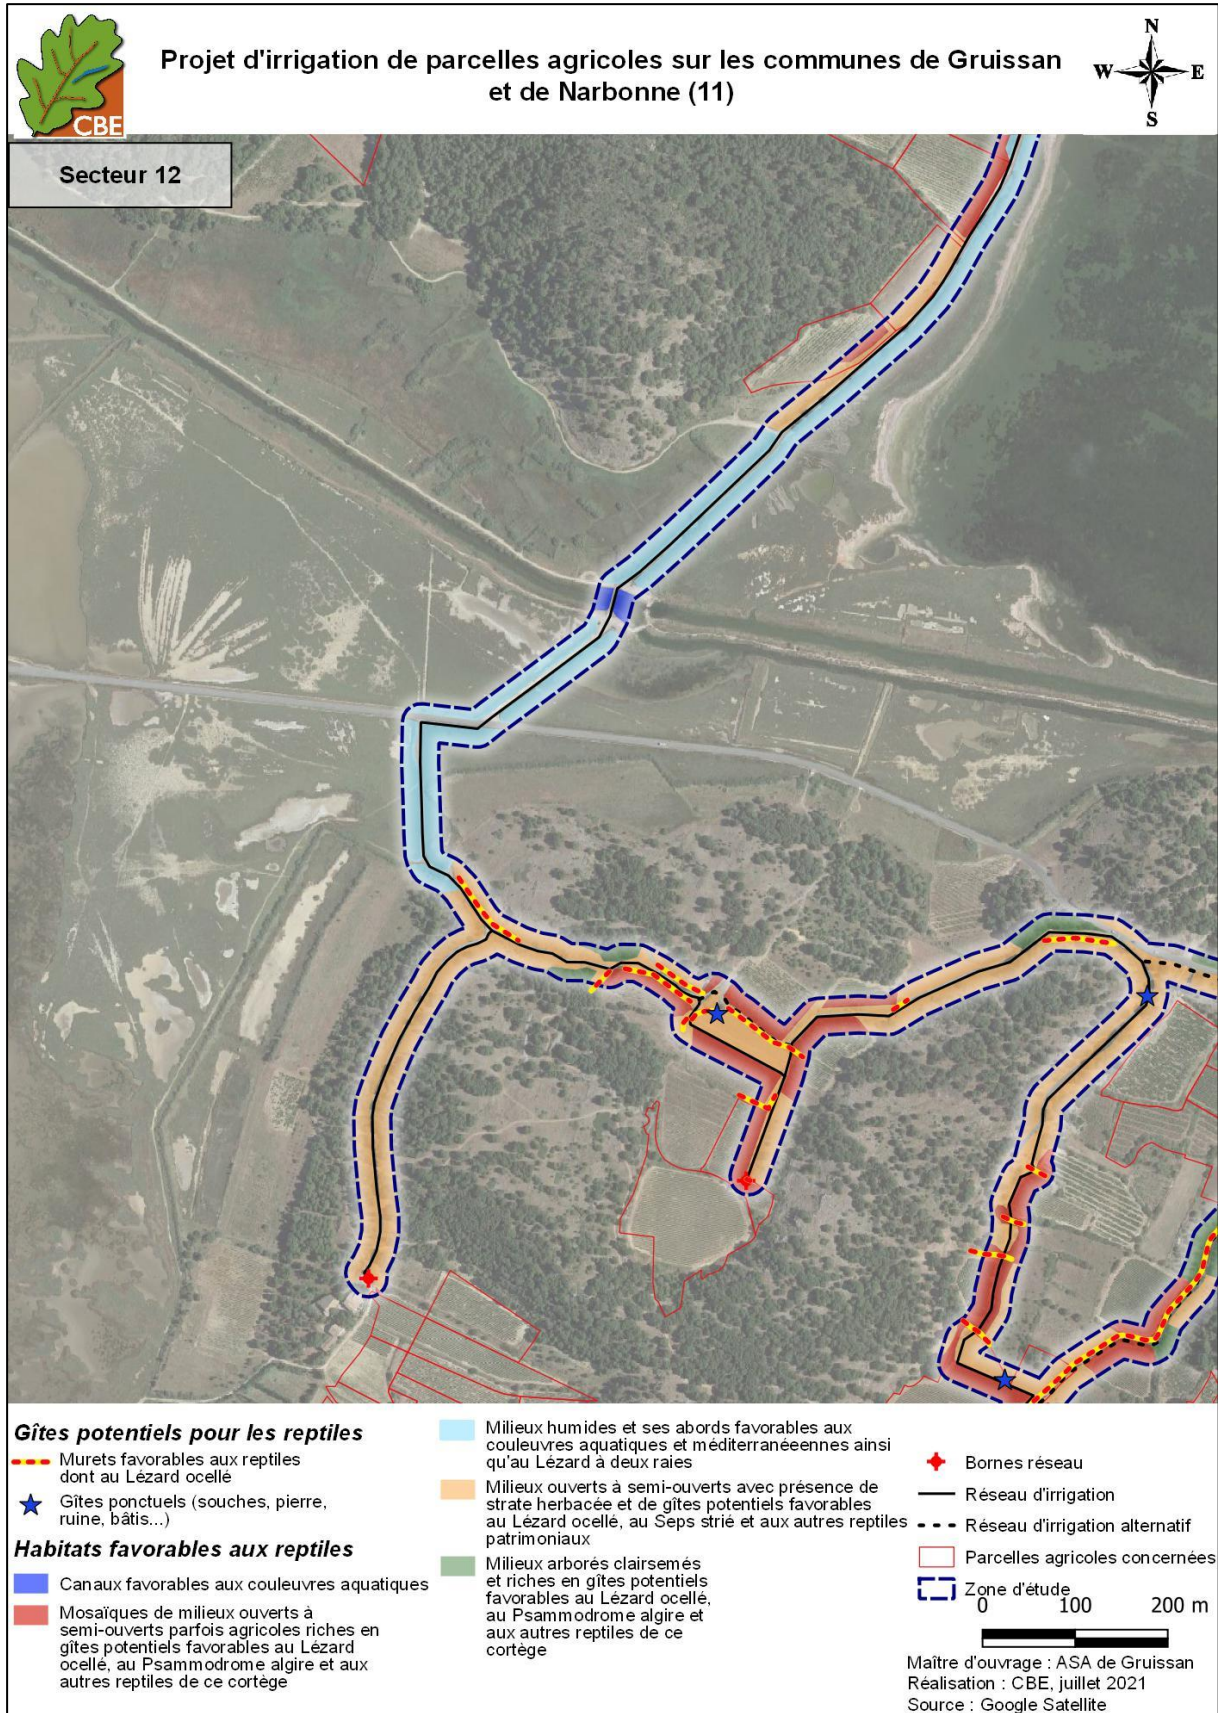 Projet d'irrigation de parcelles agricoles sur les communes de Gruissan
et de Narbonne (11)
CBE
N
W
E
S
Secteur 12
Gîtes potentiels pour les reptiles
Murets favorables aux reptiles
dont au Lézard ocellé
Gîtes ponctuels (souches, pierre,
ruine, bâtis...)
Habitats favorables aux reptiles
Canaux favorables aux couleuvres aquatiques
Mosaïques de milieux ouverts à
semi-ouverts parfois agricoles riches en
gîtes potentiels favorables au Lézard
ocellé, au Psammodrome algire et aux
autres reptiles de ce cortège
Milieux humides et ses abords favorables aux
couleuvres aquatiques et méditerranéeennes ainsi
qu'au Lézard à deux raies
Milieux ouverts à semi-ouverts avec présence de
strate herbacée et de gîtes potentiels favorables
au Lézard ocellé, au Seps strié et aux autres reptiles
patrimoniaux
Milieux arborés clairsemés
et riches en gîtes potentiels
favorables au Lézard ocellé,
au Psammodrome algire et
aux autres reptiles de ce
cortège
Bornes réseau
Réseau d'irrigation
Réseau d'irrigation alternatif
Parcelles agricoles concernées
Zone d'étude
0 100 200 m
Maître d'ouvrage : ASA de Gruissan
Réalisation : CBE, juillet 2021
Source : Google Satellite